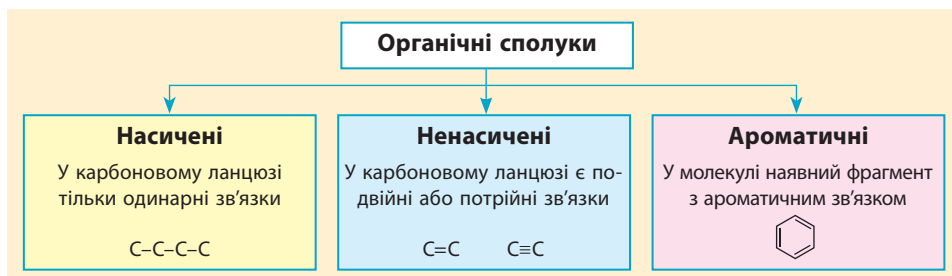 Органічні сполуки
Насичені
У карбоновому ланцюзі
тільки одинарні зв'язки
C–C–C–C
Ненасичені
У карбоновому ланцюзі є по-
двійні або потрійні зв'язки
C=C C≡C
Ароматичні
У молекулі наявний фрагмент
з ароматичним зв'язком